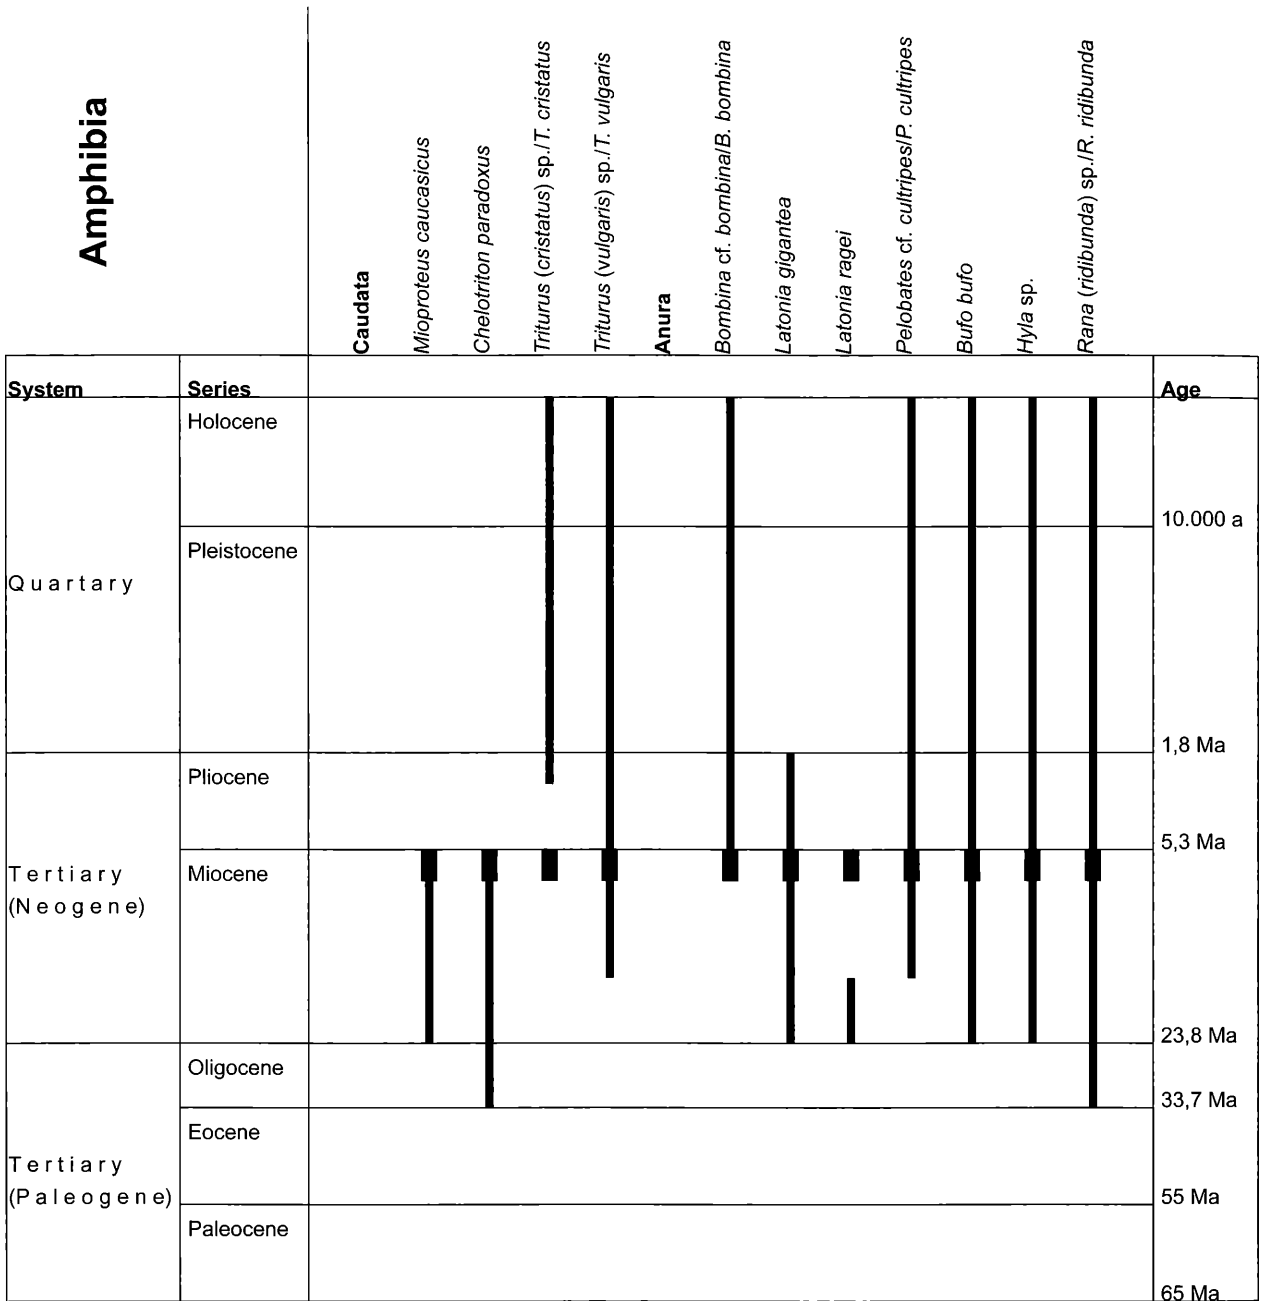 Amphibia
Caudata
Mioproteus caucasicus
Chelotriton paradoxus
Triturus (cristatus) sp./T. cristatus
Triturus (vulgaris) sp./T. vulgaris
Anura
Bombina cf. bombina/B. bombina
Latonia gigantea
Latonia ragei
Pelobates cf. cultripes/P. cultripes
Bufo bufo
Hyla sp.
Rana (ridibunda) sp./R. ridibunda
System Series Age
Holocene
10.000 a
Pleistocene
Quartary
1,8 Ma
Pliocene
5,3 Ma
Miocene
Tertiary
(Neogene)
23,8 Ma
Oligocene
33,7 Ma
Eocene
Tertiary
(Paleogene)
55 Ma
Paleocene
65 Ma